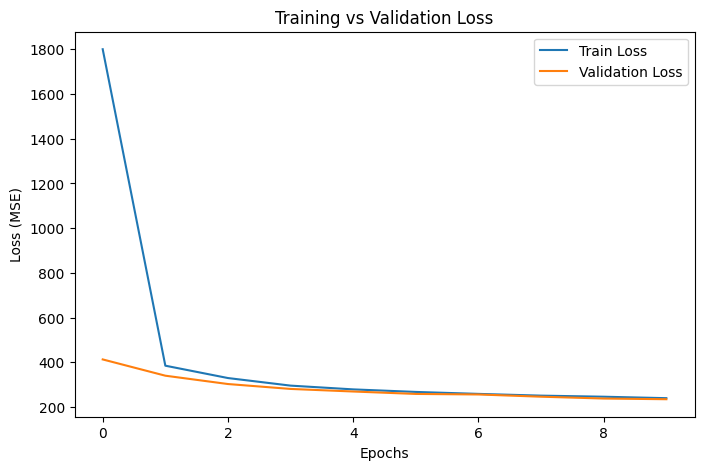 Training vs Validation Loss
Train Loss
Validation Loss
1800
1600
1400
1200
1000
800
600
400
200
Loss (MSE)
0 2 4 6 8
Epochs